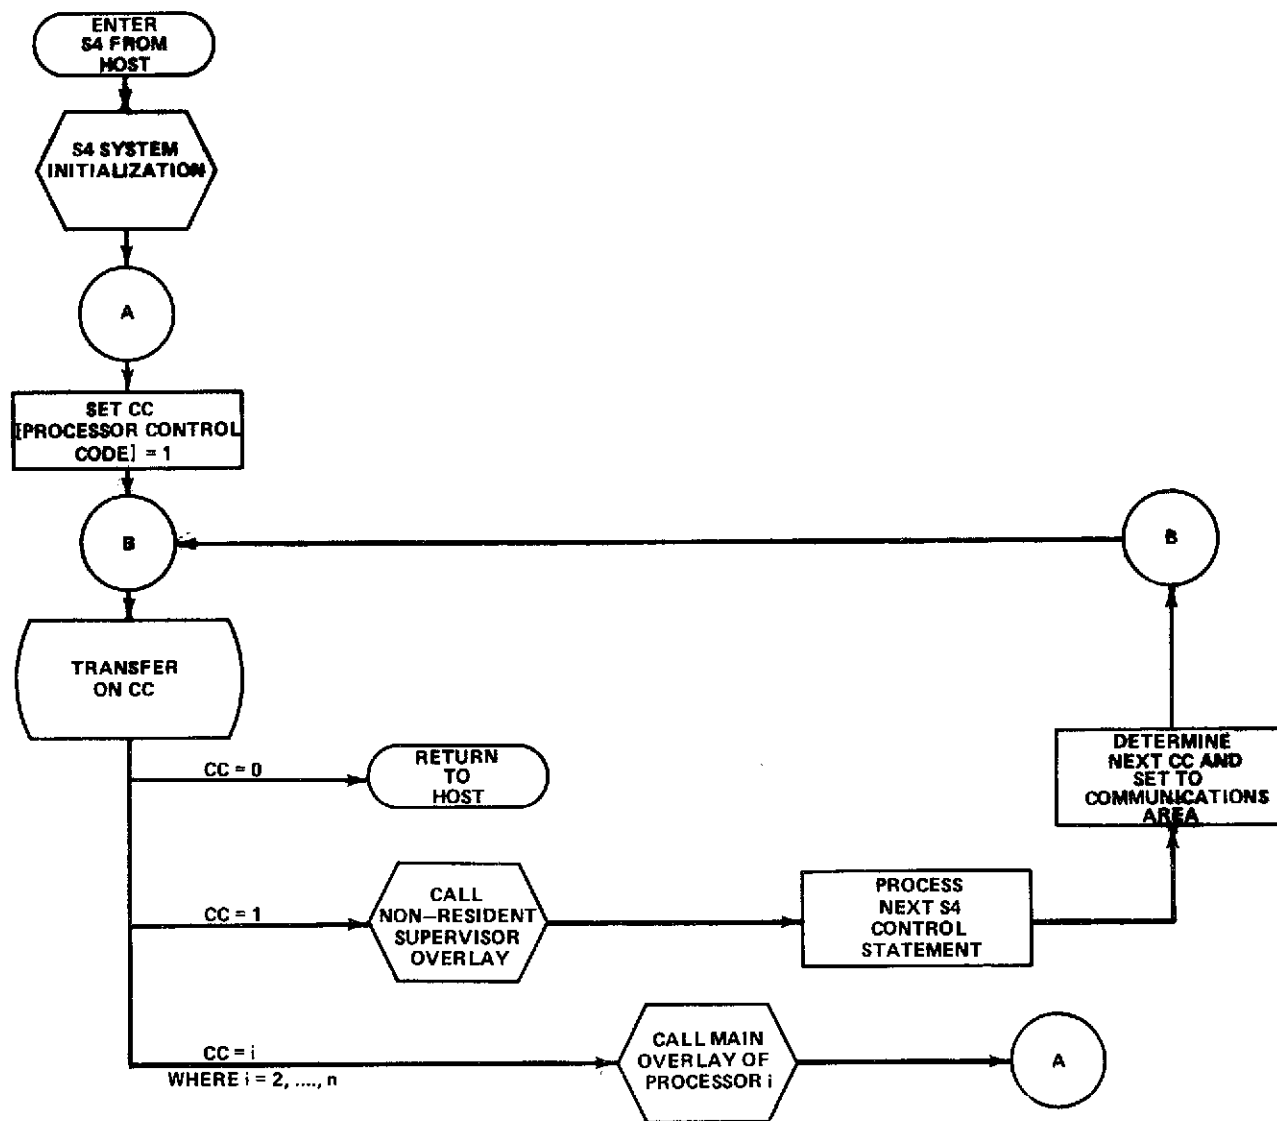 ENTER
S4 FROM
HOST
S4 SYSTEM
INITIALIZATION
A
SET CC
[PROCESSOR CONTROL
CODE] = 1
B
B
TRANSFER
ON CC
DETERMINE
NEXT CC AND
SET TO
COMMUNICATIONS
AREA
CC = 0
RETURN
TO
HOST
CC = 1
CALL
NON-RESIDENT
SUPERVISOR
OVERLAY
PROCESS
NEXT S4
CONTROL
STATEMENT
CC = i
WHERE i = 2, ...., n
CALL MAIN
OVERLAY OF
PROCESSOR i
A